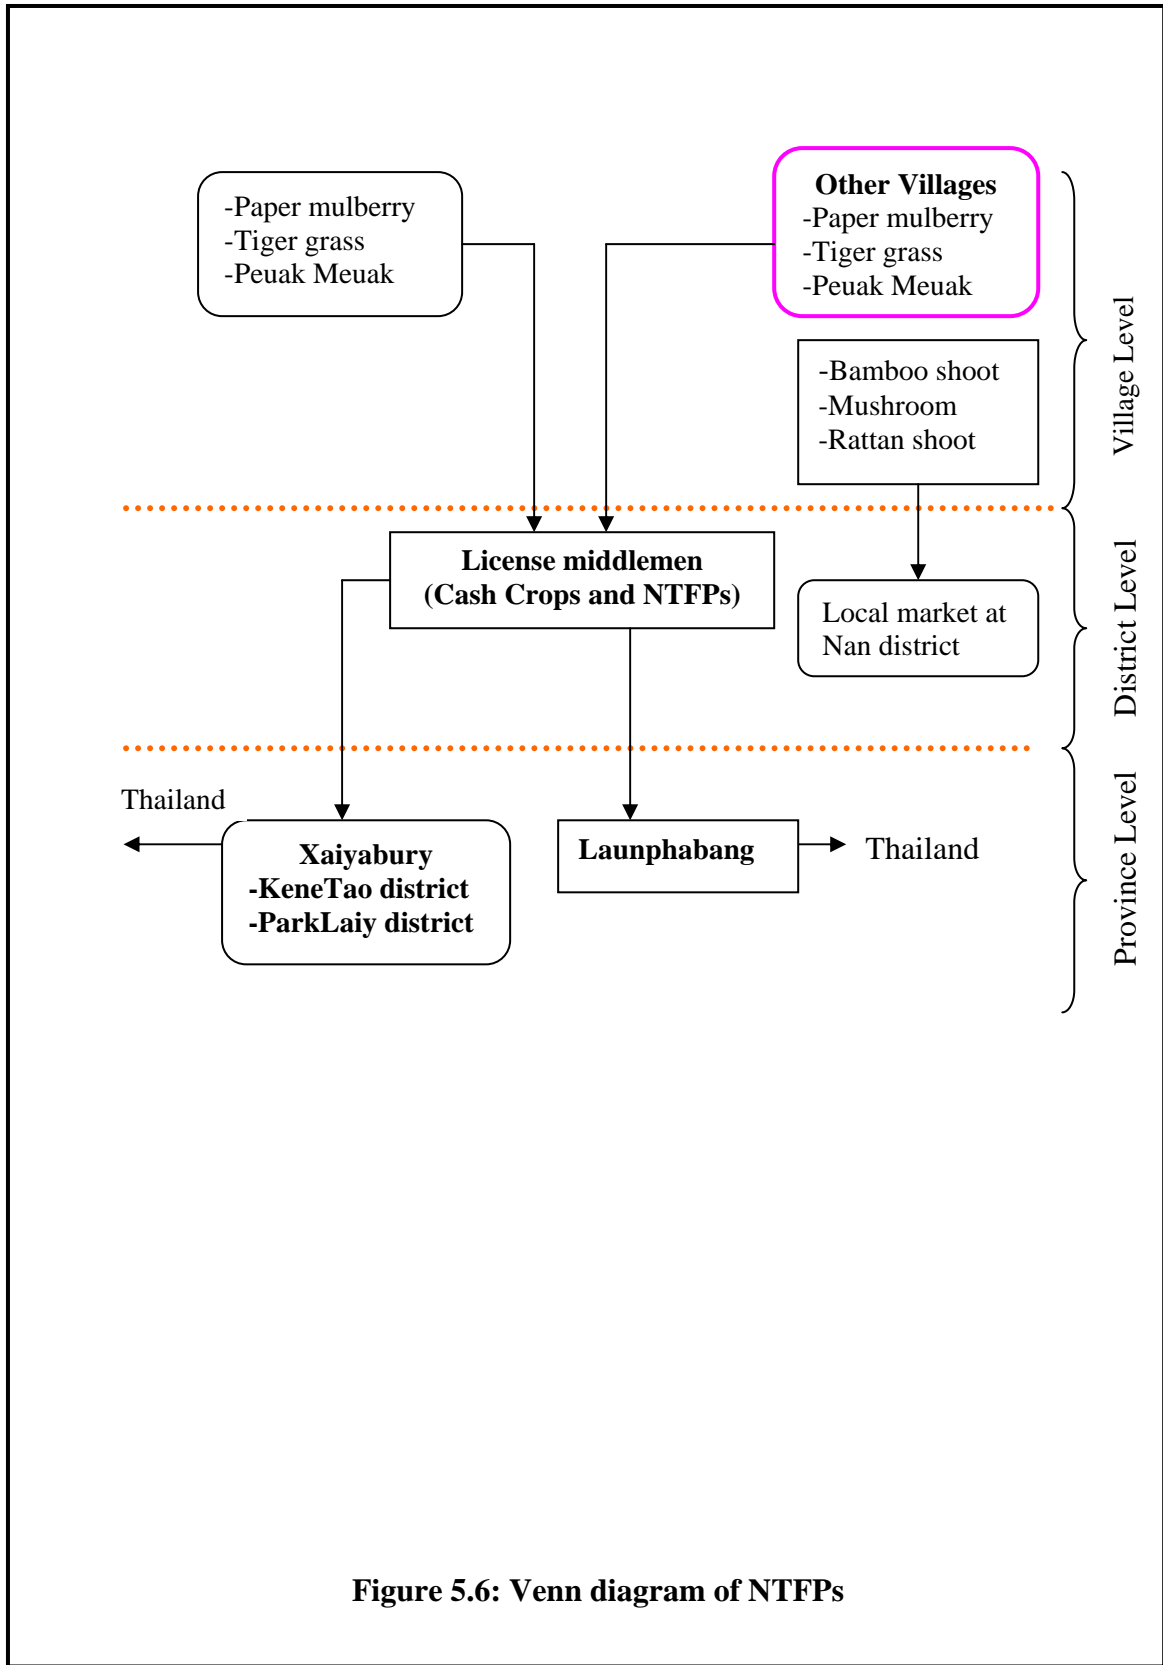 -Paper mulberry
-Tiger grass
-Peuak Meuak
Other Villages
-Paper mulberry
-Tiger grass
-Peuak Meuak
-Bamboo shoot
-Mushroom
-Rattan shoot
Village Level
License middlemen
(Cash Crops and NTFPs)
Local market at
Nan district
District Level
Thailand
Xaiyabury
-KeneTao district
-ParkLaiy district
Launphabang
Thailand
Province Level
Figure 5.6: Venn diagram of NTFPs